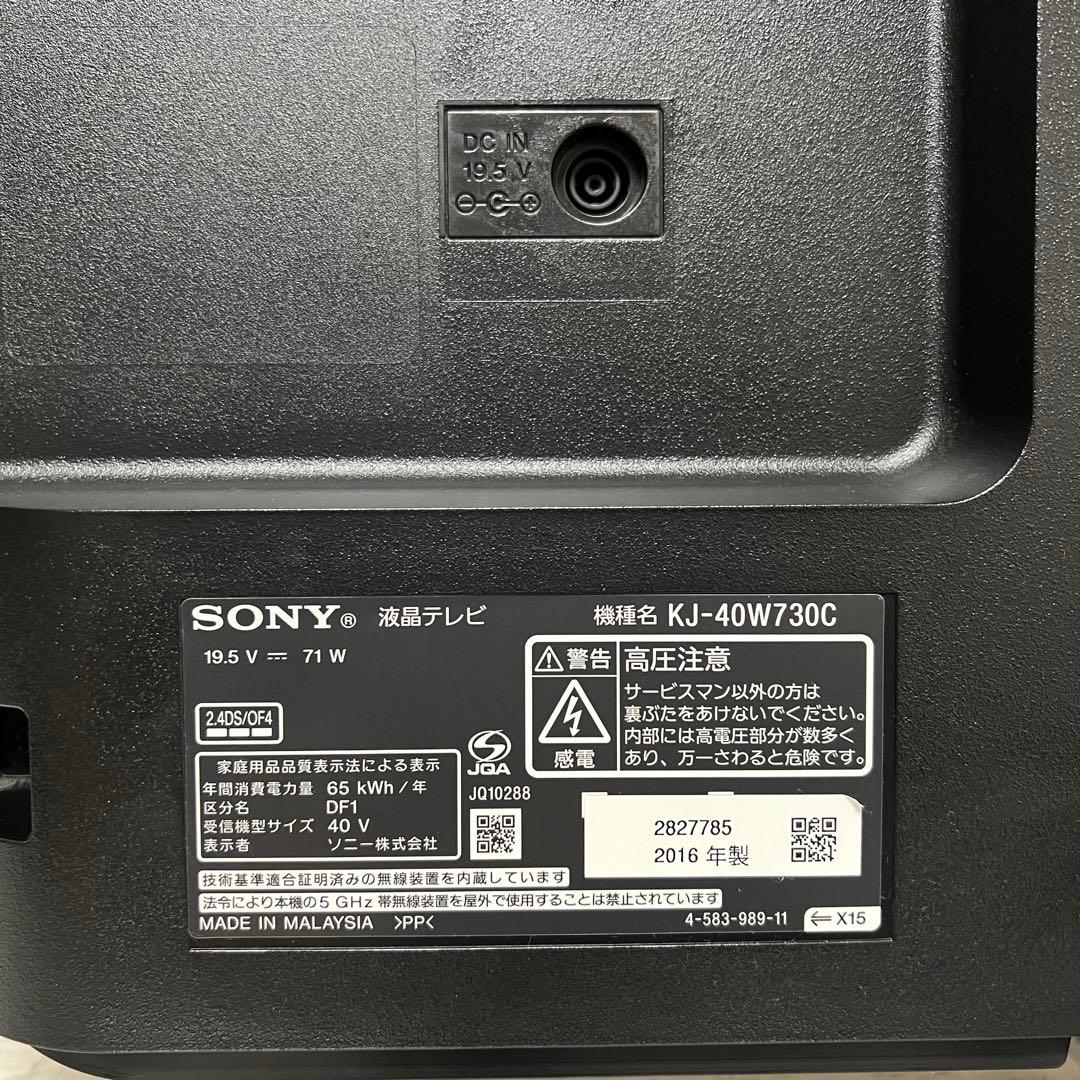 DC IN
19.5 V
SONY® 液晶テレビ
機種名 KJ-40W730C
19.5 V ⎓ 71 W
2.4DS/OF4
警告 高圧注意
サービスマン以外の方は
裏ぶたをあけないでください。
内部には高電圧部分が数多く
あり、万一さわると危険です。
感電
家庭用品品質表示法による表示
年間消費電力量 65 kWh / 年
区分名 DF1
受信機型サイズ 40 V
表示者 ソニー株式会社
JQA
JQ10288
2827785
2016 年製
技術基準適合証明済みの無線装置を内蔵しています
法令により本機の5 GHz 帯無線装置を屋外で使用することは禁止されています
MADE IN MALAYSIA >PP<
4-583-989-11
⇐ X15